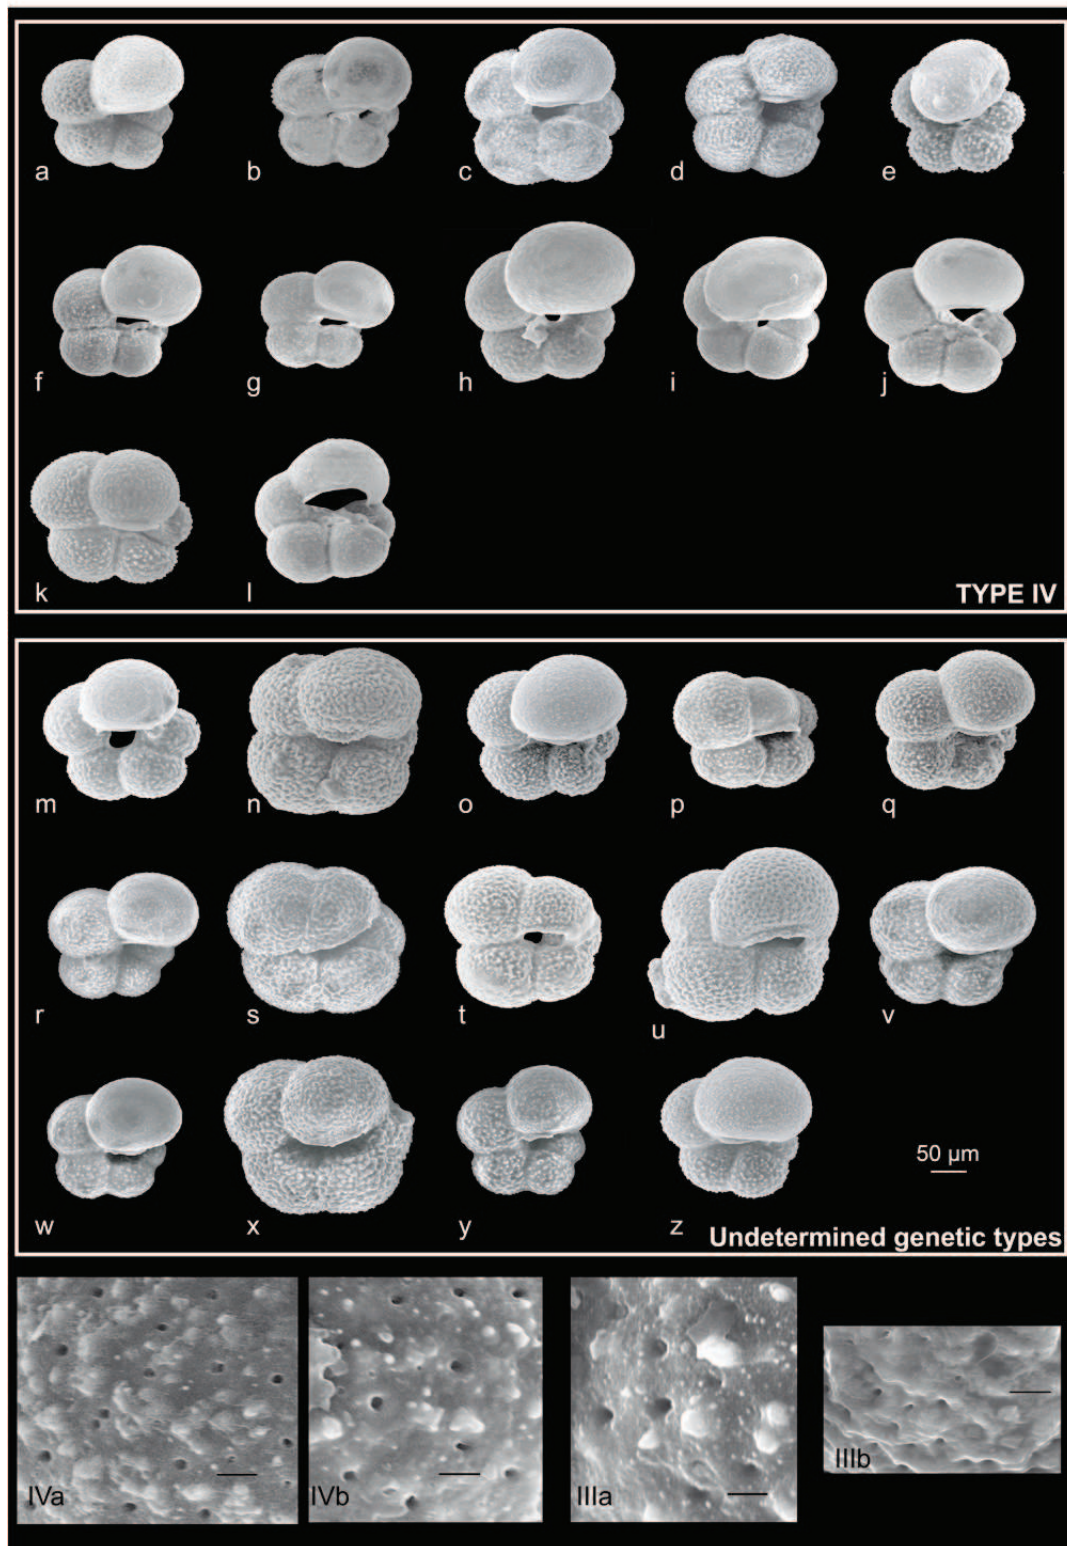 a b c d e
f g h i j
k l
TYPE IV
m n o p q
r s t u v
50 µm
w x y z
Undetermined genetic types
IVa IVb IIIa IIIb